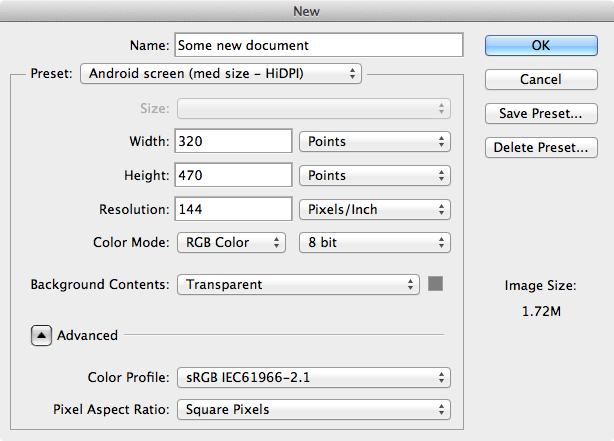 New
Name: Some new document
OK
Preset: Android screen (med size – HiDPI)
Cancel
Size:
Save Preset...
Width: 320 Points
Delete Preset...
Height: 470 Points
Resolution: 144 Pixels/Inch
Color Mode: RGB Color 8 bit
Background Contents: Transparent
Image Size:
1.72M
Advanced
Color Profile: sRGB IEC61966-2.1
Pixel Aspect Ratio: Square Pixels